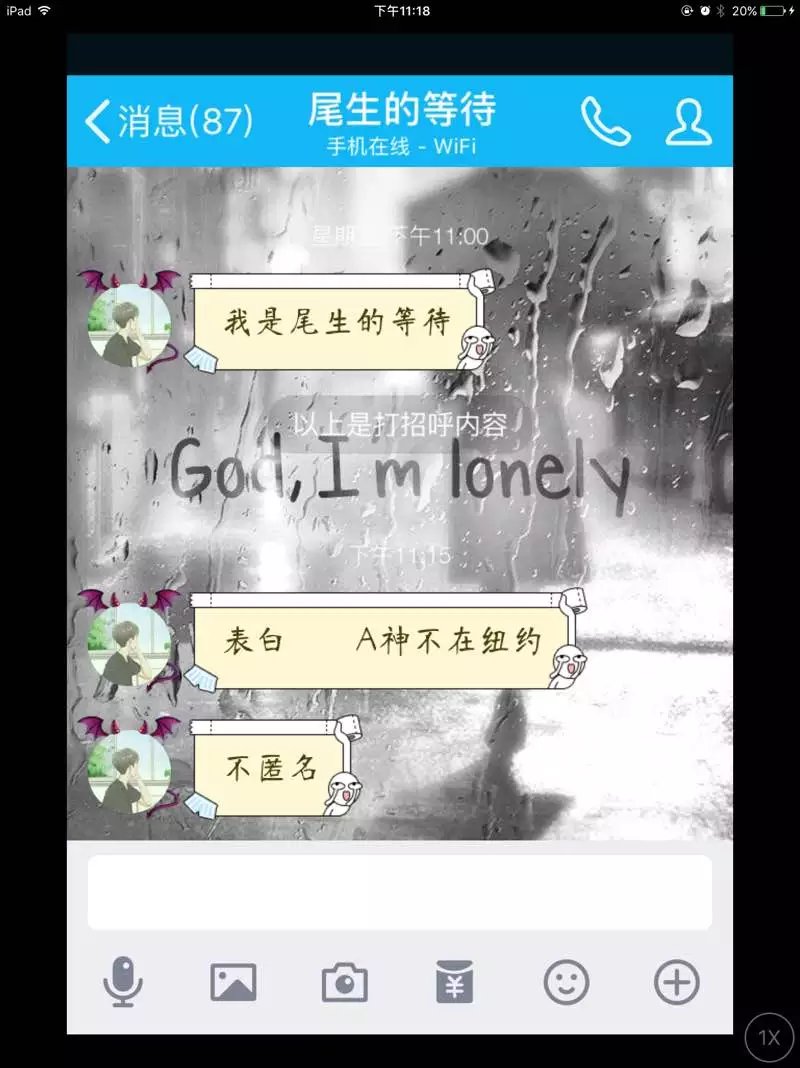 iPad 下午11:18 20%
消息(87) 尾生的等待
手机在线 - WiFi
下午11:00
我是尾生的等待
以上是打招呼内容
God, I'm lonely
下午11:15
表白 A神不在纽约
不匿名
¥
1X